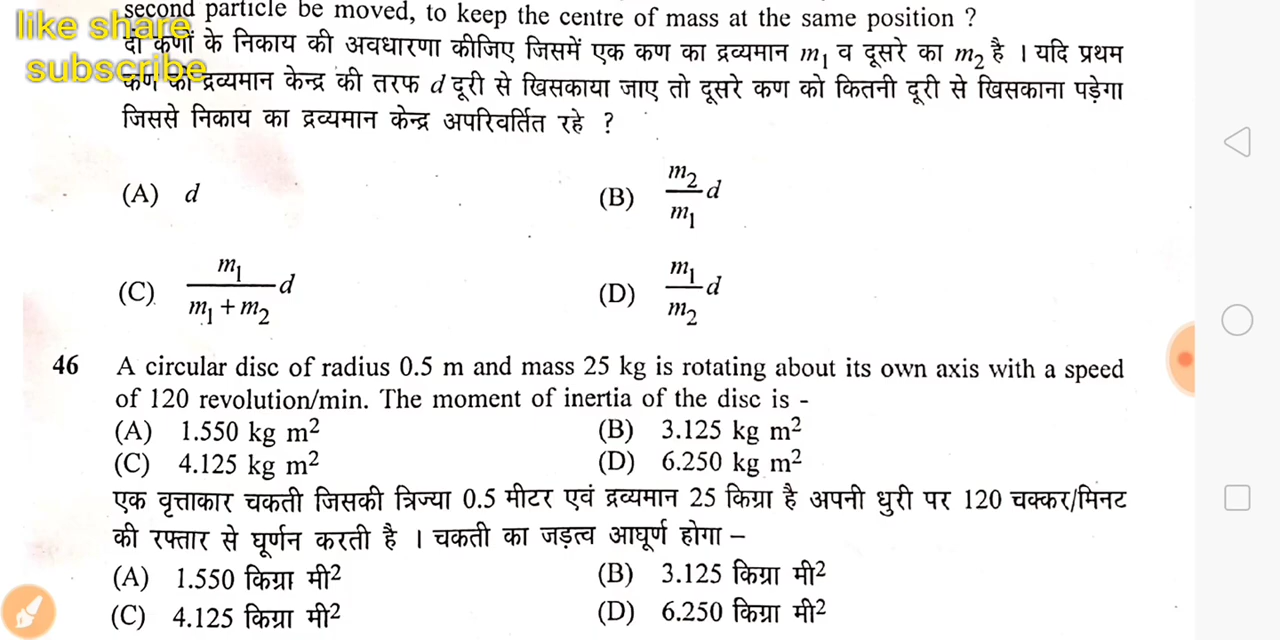 second particle be moved, to keep the centre of mass at the same position ?
like share
दो कणों के निकाय की अवधारणा कीजिए जिसमें एक कण का द्रव्यमान m₁ व दूसरे का m₂ है । यदि प्रथम
subscribe
कण को द्रव्यमान केन्द्र की तरफ d दूरी से खिसकाया जाए तो दूसरे कण को कितनी दूरी से खिसकाना पड़ेगा
जिससे निकाय का द्रव्यमान केन्द्र अपरिवर्तित रहे ?
(A) d (B) m₂/m₁ d
(C) m₁/(m₁ + m₂) d (D) m₁/m₂ d
46 A circular disc of radius 0.5 m and mass 25 kg is rotating about its own axis with a speed
of 120 revolution/min. The moment of inertia of the disc is -
(A) 1.550 kg m² (B) 3.125 kg m²
(C) 4.125 kg m² (D) 6.250 kg m²
एक वृत्ताकार चकती जिसकी त्रिज्या 0.5 मीटर एवं द्रव्यमान 25 किग्रा है अपनी धुरी पर 120 चक्कर/मिनट
की रफ्तार से घूर्णन करती है । चकती का जड़त्व आघूर्ण होगा –
(A) 1.550 किग्रा मी² (B) 3.125 किग्रा मी²
(C) 4.125 किग्रा मी² (D) 6.250 किग्रा मी²